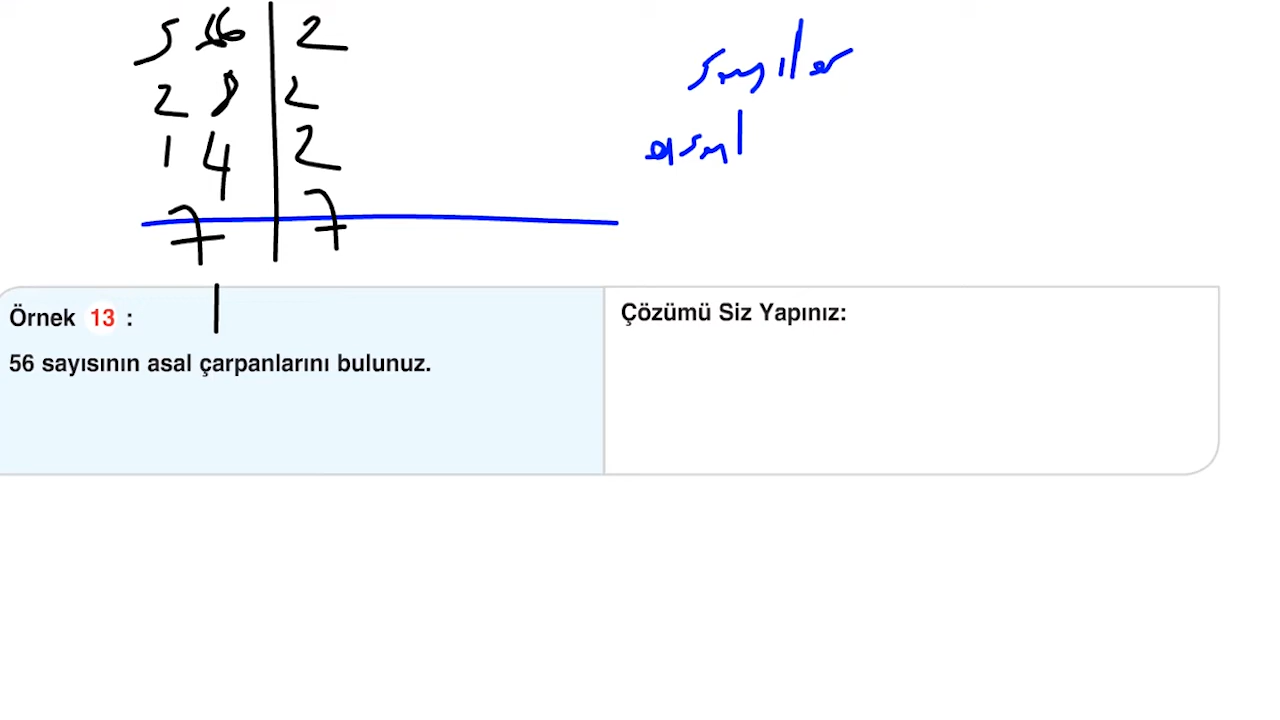 56 2
28 2
14 2
7 7
1
sayılar
asal
Örnek 13 :
56 sayısının asal çarpanlarını bulunuz.
Çözümü Siz Yapınız: